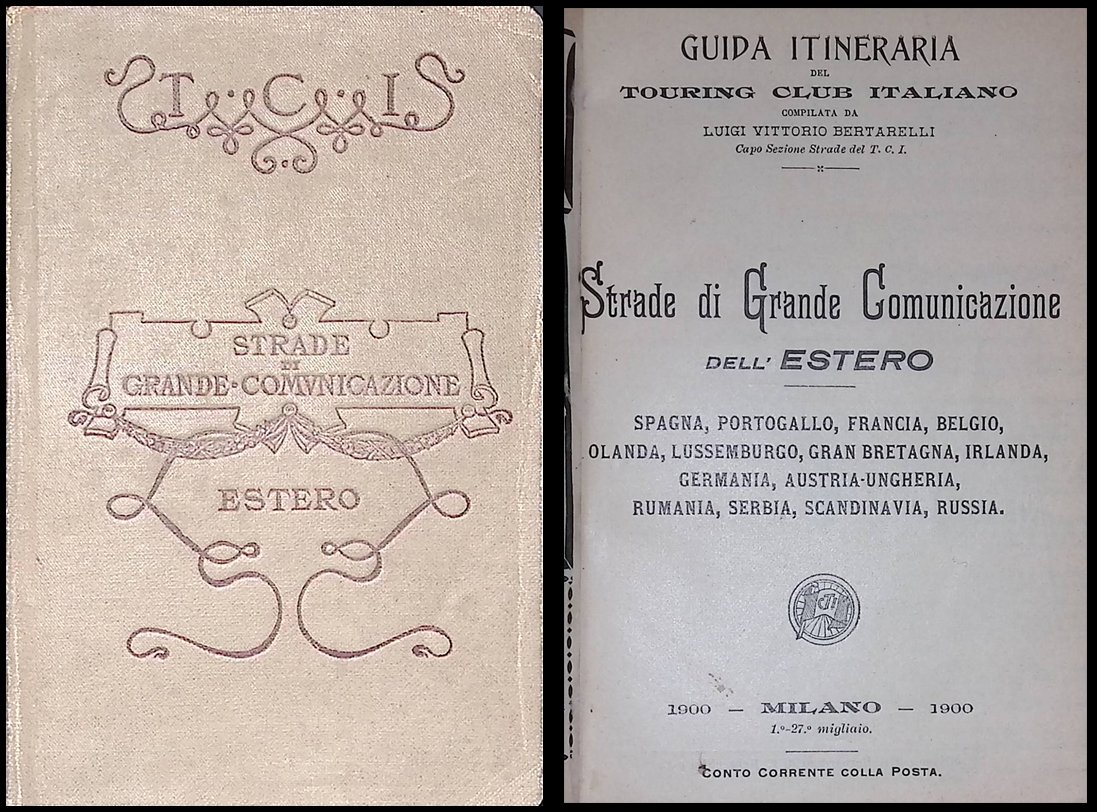 T·C·I
STRADE
DI
GRANDE·COMVNICAZIONE
ESTERO
GUIDA ITINERARIA
DEL
TOURING CLUB ITALIANO
COMPILATA DA
LUIGI VITTORIO BERTARELLI
Capo Sezione Strade del T. C. I.
Strade di Grande Comunicazione
DELL' ESTERO
SPAGNA, PORTOGALLO, FRANCIA, BELGIO,
OLANDA, LUSSEMBURGO, GRAN BRETAGNA, IRLANDA,
GERMANIA, AUSTRIA-UNGHERIA,
RUMANIA, SERBIA, SCANDINAVIA, RUSSIA.
1900 — MILANO — 1900
1.º-27.º migliaio.
CONTO CORRENTE COLLA POSTA.